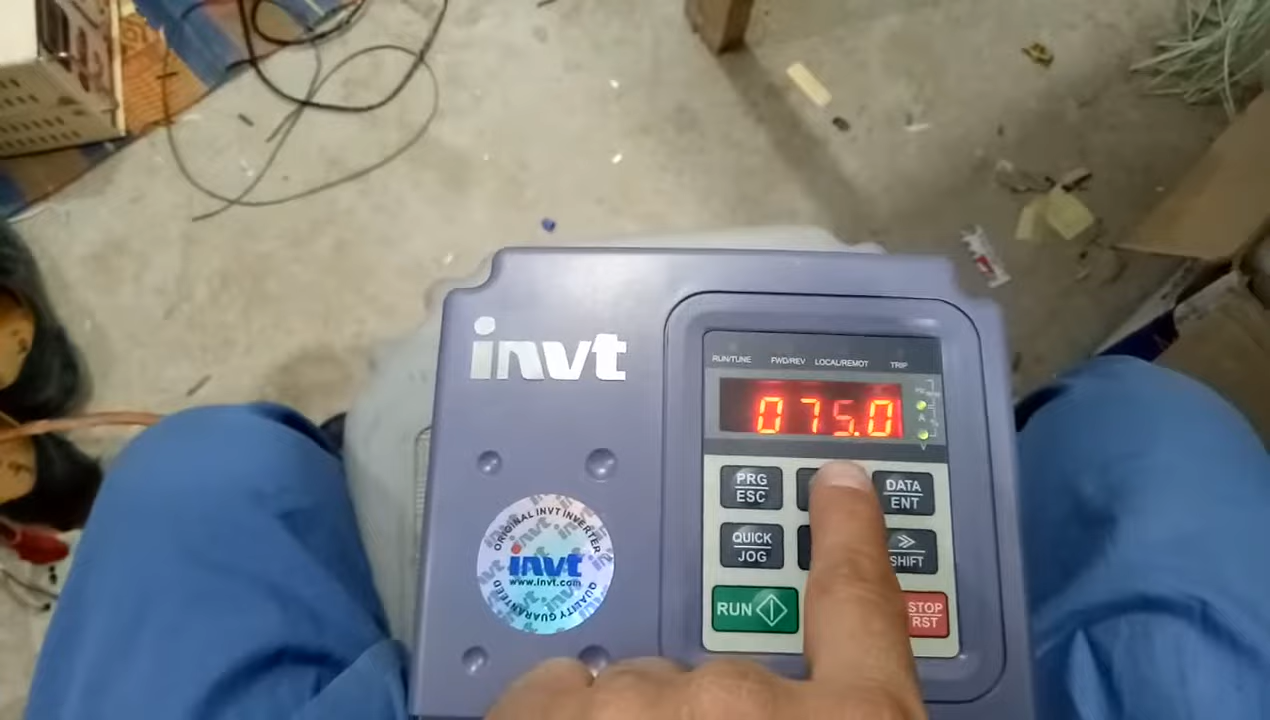 invt
RUN/TUNE FWD/REV LOCAL/REMOT TRIP
075.0
A
V
PRG
ESC
DATA
ENT
QUICK
JOG
SHIFT
RUN
STOP
RST
ORIGINAL INVT INVERTER
invt
www.invt.com
QUALITY GUARANTEED